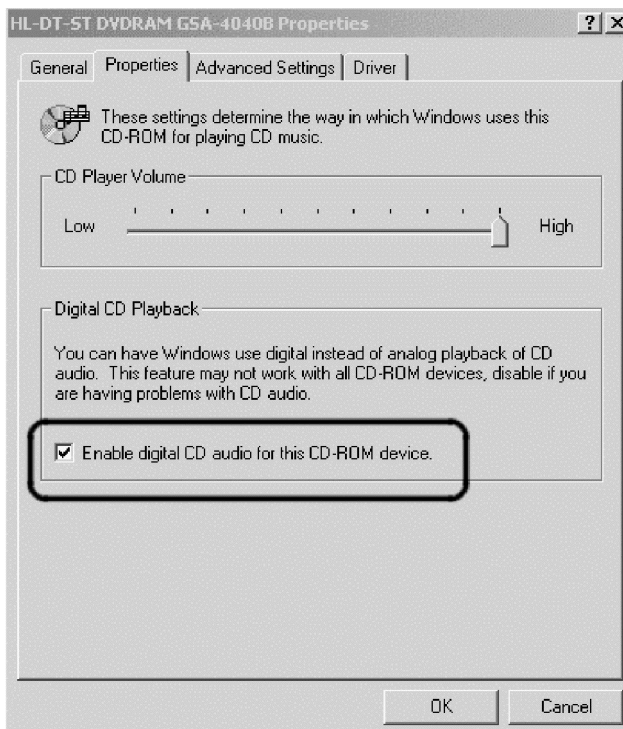 HL-DT-ST DVDRAM GSA-4040B Properties
General Properties Advanced Settings Driver
These settings determine the way in which Windows uses this
CD-ROM for playing CD music.
CD Player Volume
Low High
Digital CD Playback
You can have Windows use digital instead of analog playback of CD
audio. This feature may not work with all CD-ROM devices, disable if you
are having problems with CD audio.
Enable digital CD audio for this CD-ROM device.
OK Cancel